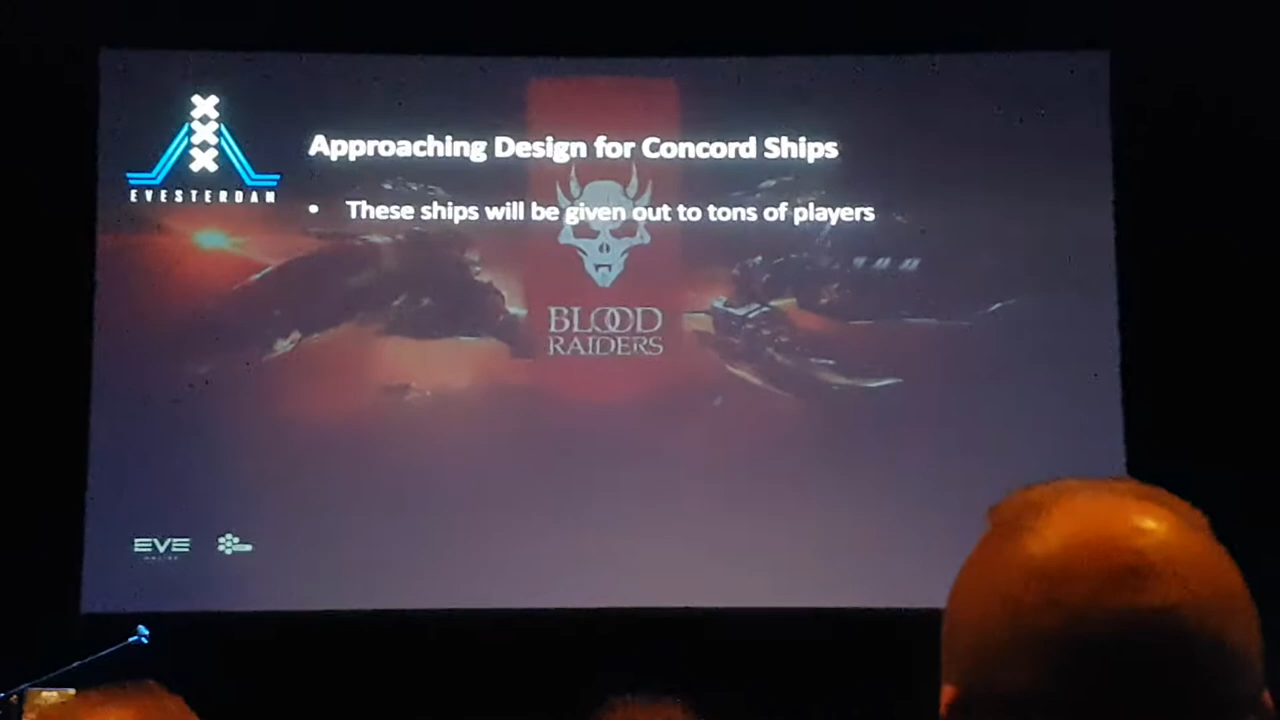 Approaching Design for Concord Ships
EVESTERDAM
• These ships will be given out to tons of players
BLOOD
RAIDERS
EVE
ONLINE